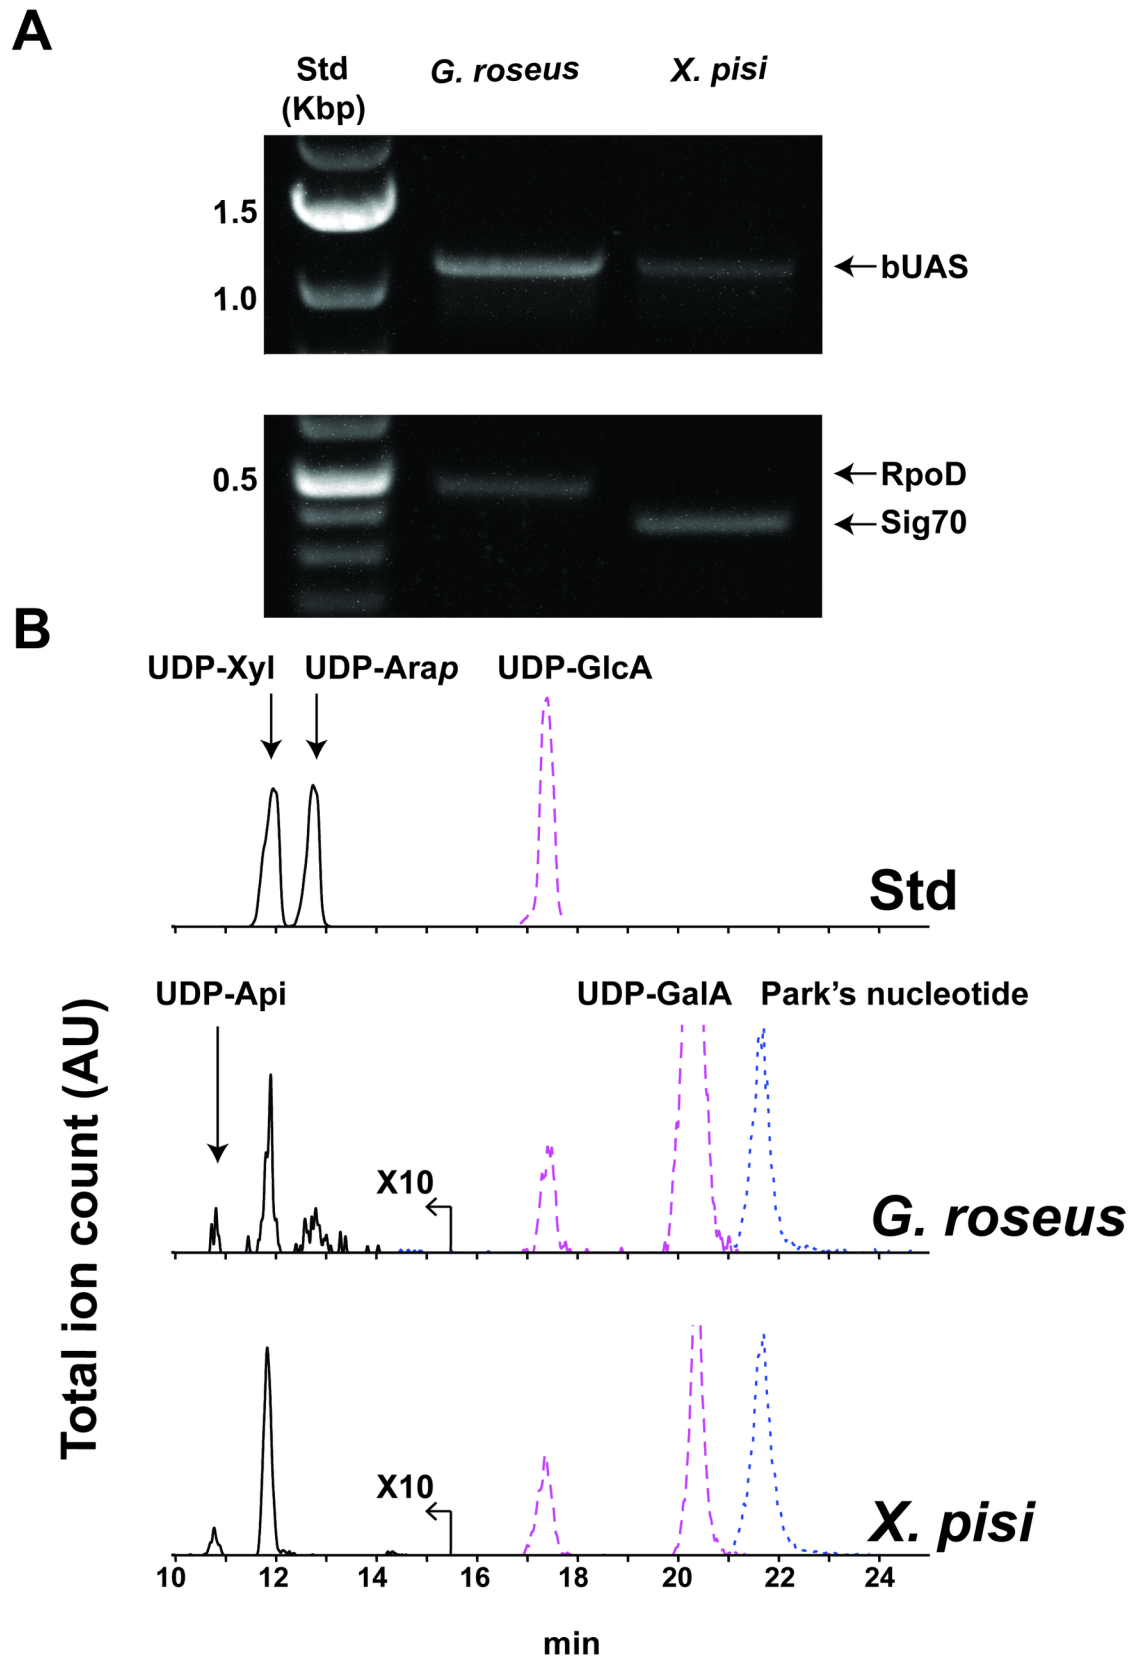 A
Std
(Kbp)
G. roseus
X. pisi
1.5
1.0
bUAS
0.5
RpoD
Sig70
B
UDP-Xyl
UDP-Arap
UDP-GlcA
Std
UDP-Api
UDP-GalA
Park's nucleotide
X10
G. roseus
Total ion count (AU)
X10
X. pisi
10 12 14 16 18 20 22 24
min